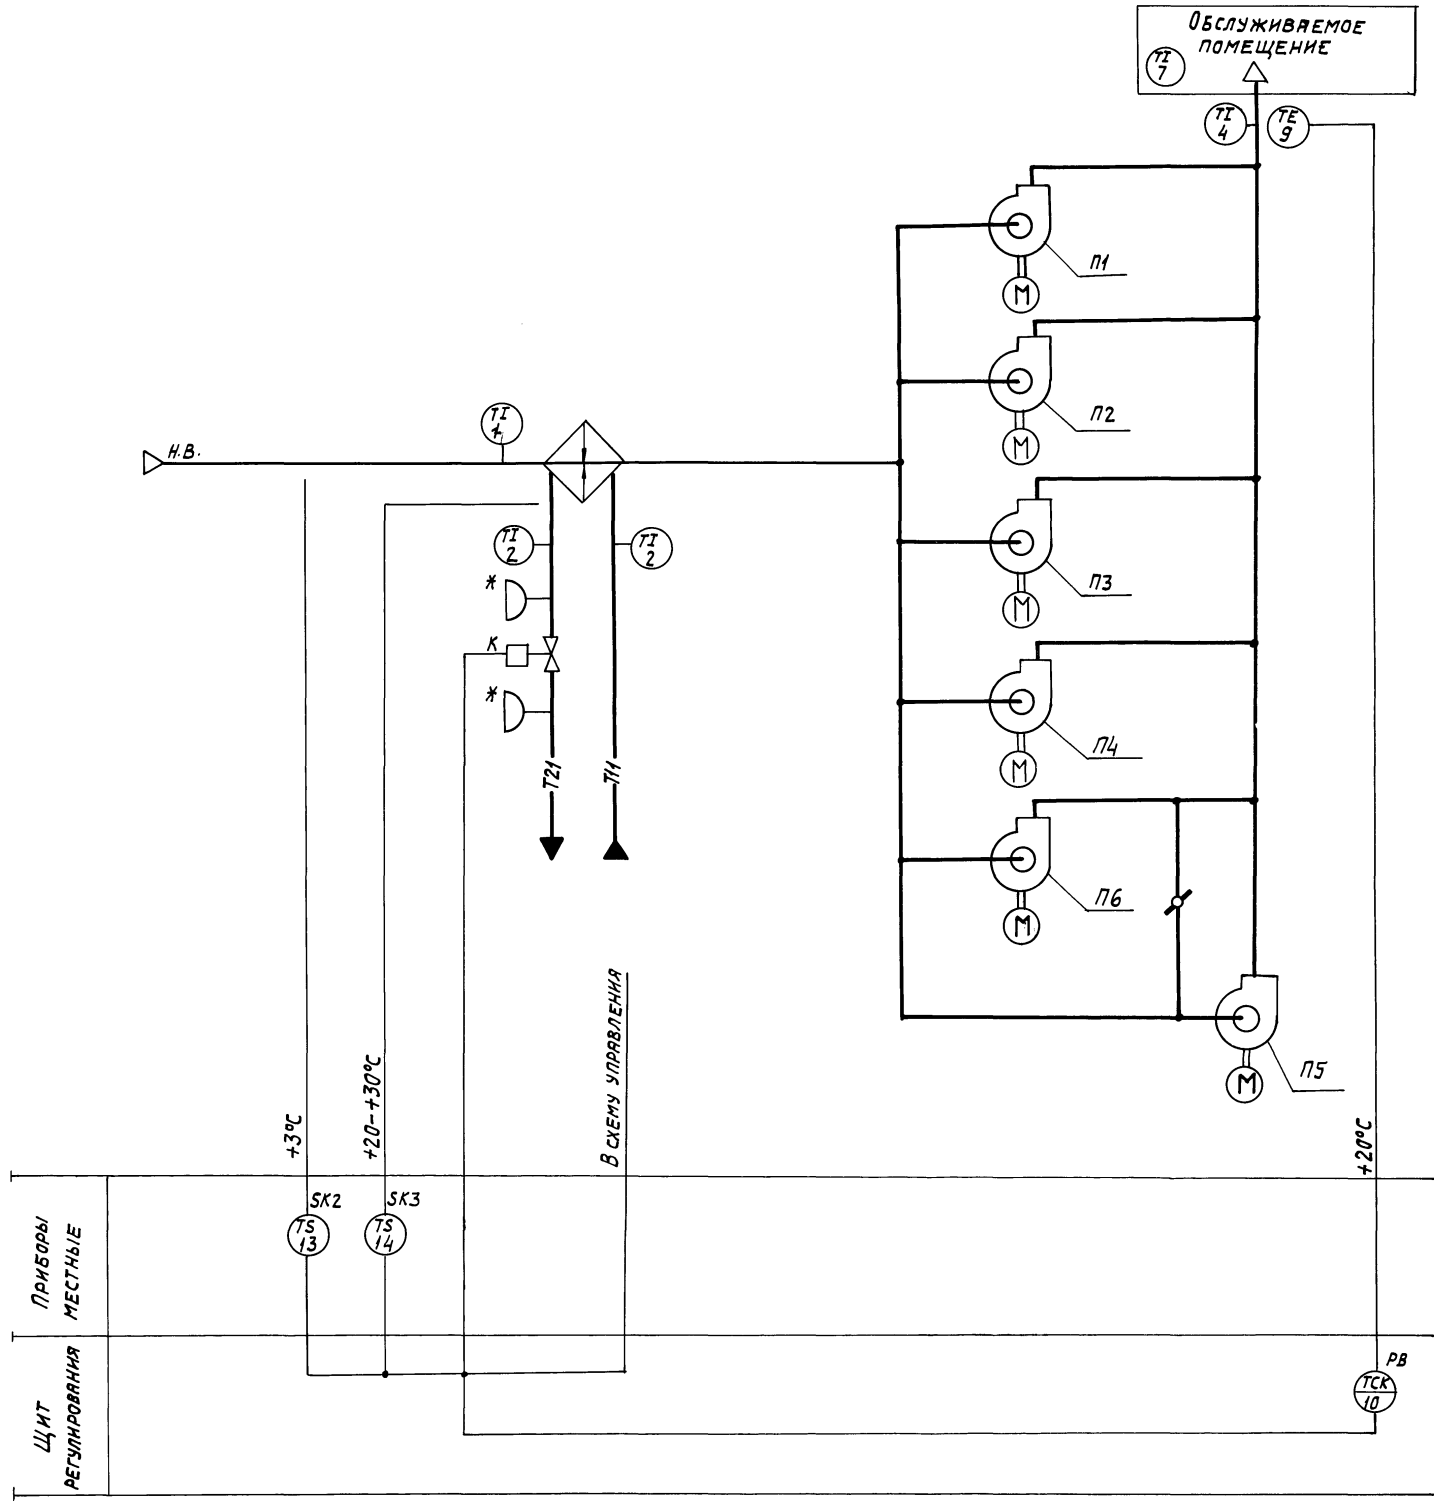 Обслуживаемое
помещение
TI
7
TI
4
TE
9
П1
M
П2
M
TI
1
Н.В.
TI
2
TI
2
*
К
*
П3
M
П4
M
Т21
Т11
П6
M
П5
M
+3°С
+20-+30°С
В схему управления
+20°С
Приборы
местные
SK2
TS
13
SK3
TS
14
Щит
регулирования
РВ
ТСК
10